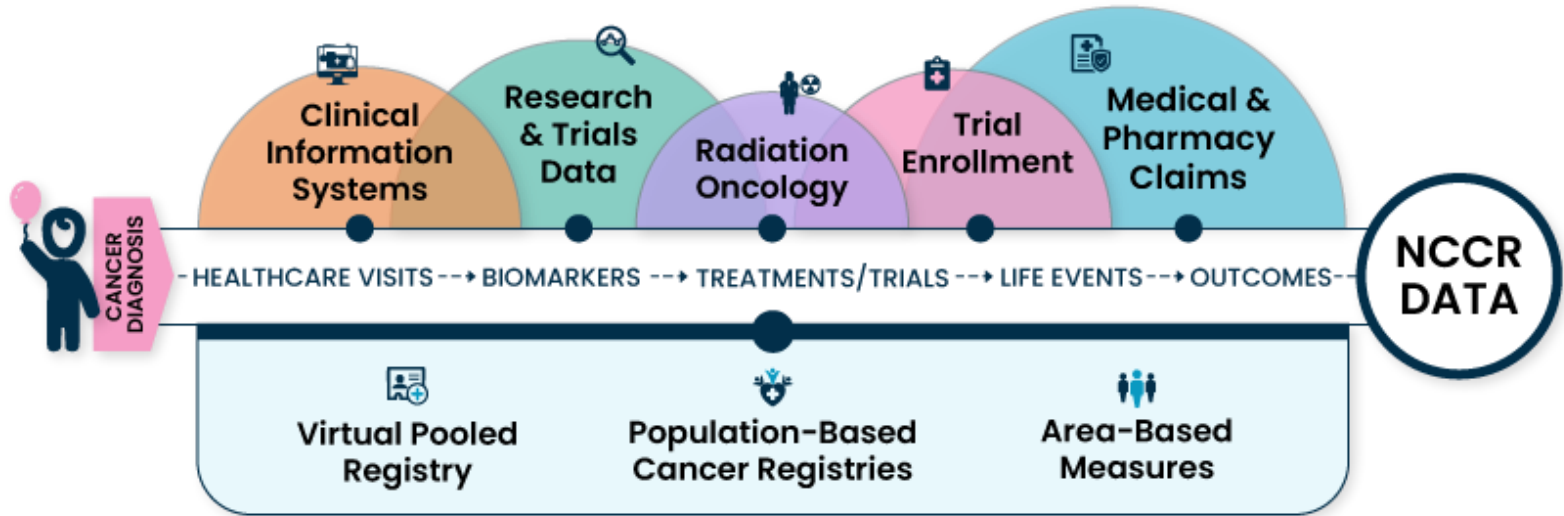 Clinical
Information
Systems
Research
& Trials
Data
Radiation
Oncology
Trial
Enrollment
Medical &
Pharmacy
Claims
CANCER
DIAGNOSIS
HEALTHCARE VISITS
BIOMARKERS
TREATMENTS/TRIALS
LIFE EVENTS
OUTCOMES
NCCR
DATA
Virtual Pooled
Registry
Population-Based
Cancer Registries
Area-Based
Measures